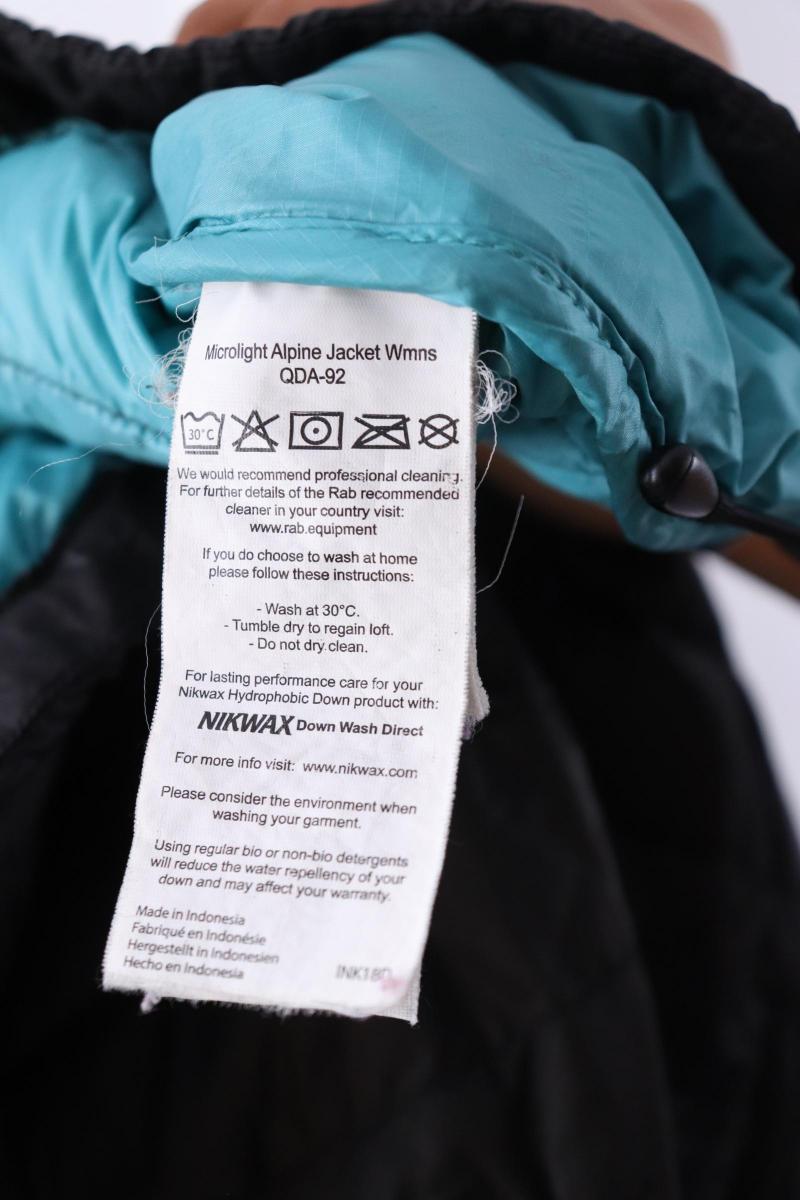 Microlight Alpine Jacket Wmns
QDA-92
30°C
We would recommend professional cleaning.
For further details of the Rab recommended
cleaner in your country visit:
www.rab.equipment
If you do choose to wash at home
please follow these instructions:
- Wash at 30°C.
- Tumble dry to regain loft.
- Do not dry clean.
For lasting performance care for your
Nikwax Hydrophobic Down product with:
NIKWAX Down Wash Direct
For more info visit: www.nikwax.com
Please consider the environment when
washing your garment.
Using regular bio or non-bio detergents
will reduce the water repellency of your
down and may affect your warranty.
Made in Indonesia
Fabriqué en Indonésie
Hergestellt in Indonesien
Hecho en Indonesia